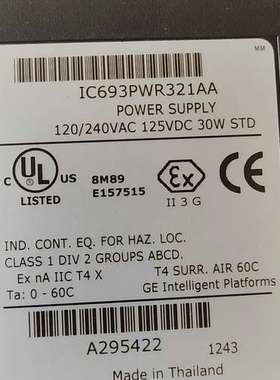 MM
IC693PWR321AA
POWER SUPPLY
120/240VAC 125VDC 30W STD
C UL US
LISTED
8M89
E157515
Ex
II 3 G
IND. CONT. EQ. FOR HAZ. LOC.
CLASS 1 DIV 2 GROUPS ABCD.
Ex nA IIC T4 X
T4 SURR. AIR 60C
Ta: 0 - 60C
GE Intelligent Platforms
A295422
1243
Made in Thailand